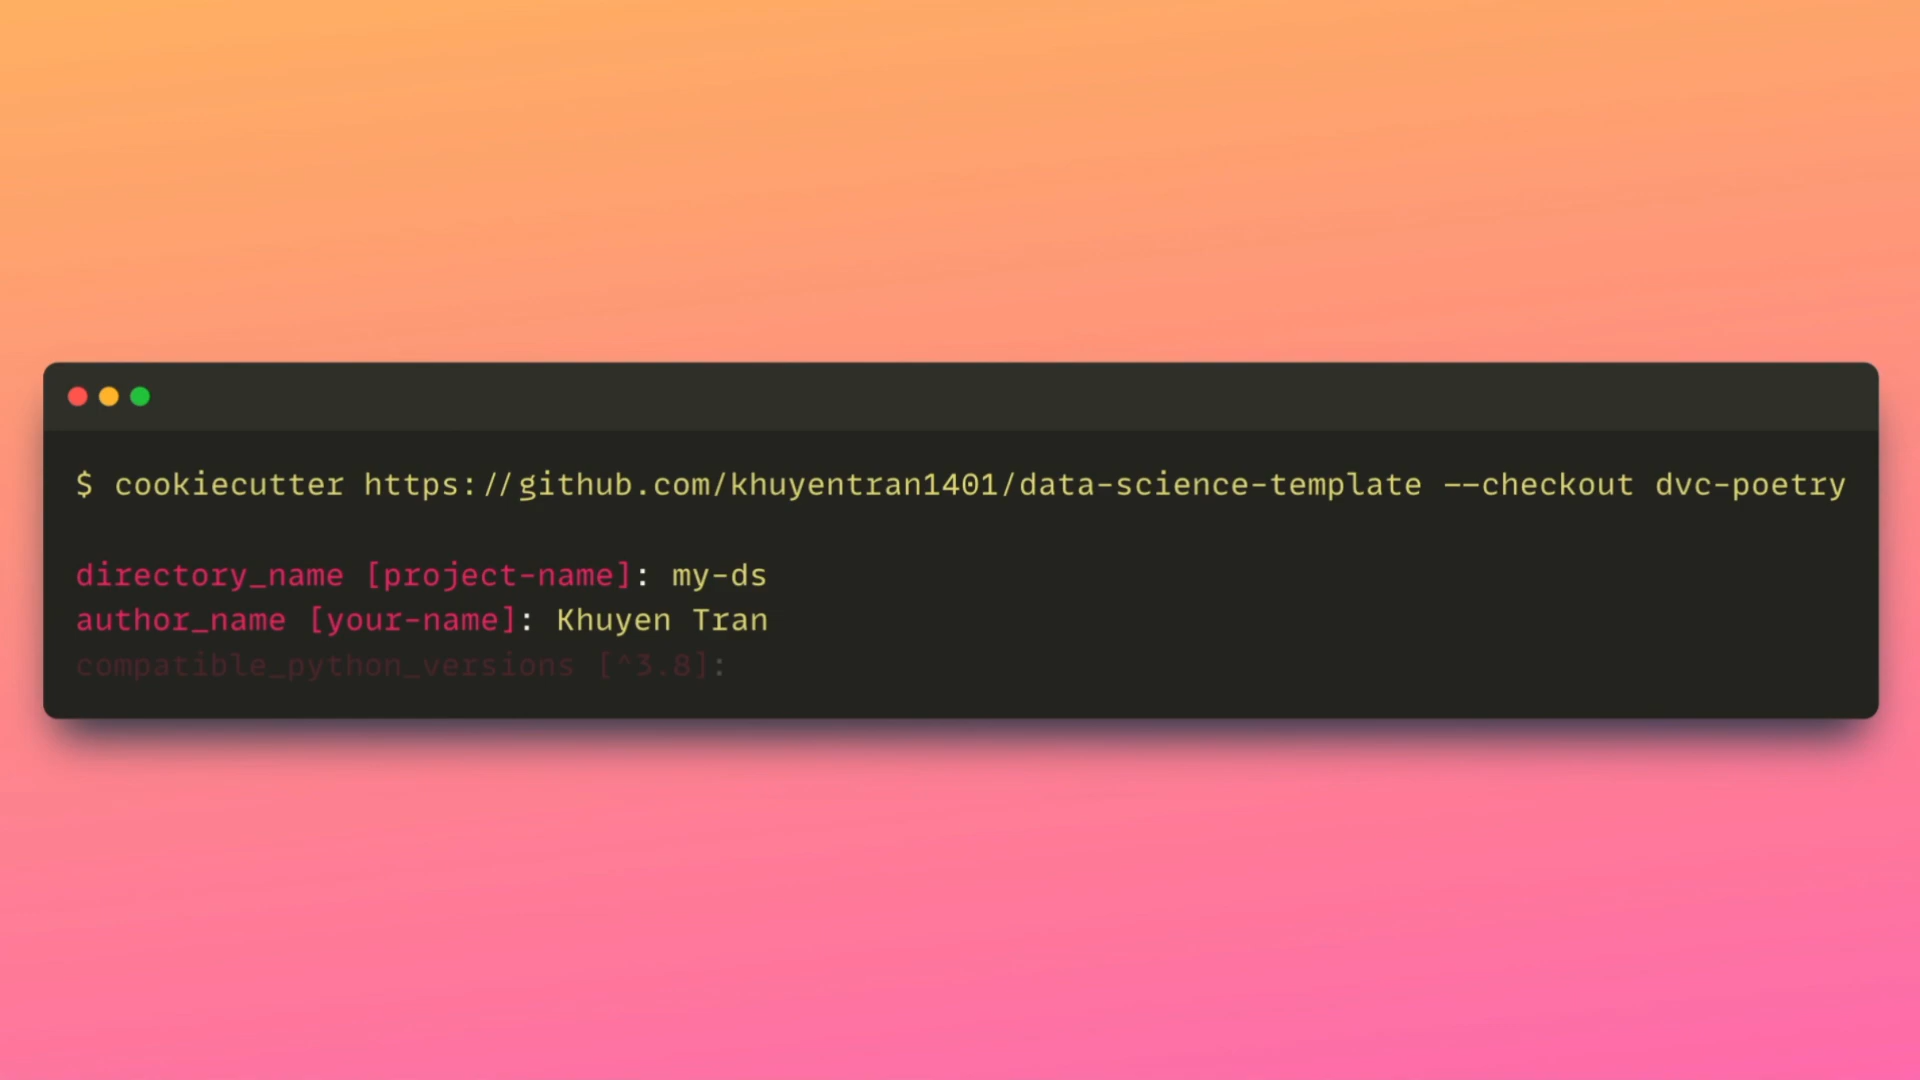 $ cookiecutter https://github.com/khuyentran1401/data-science-template --checkout dvc-poetry
directory_name [project-name]: my-ds
author_name [your-name]: Khuyen Tran
compatible_python_versions [^3.8]: